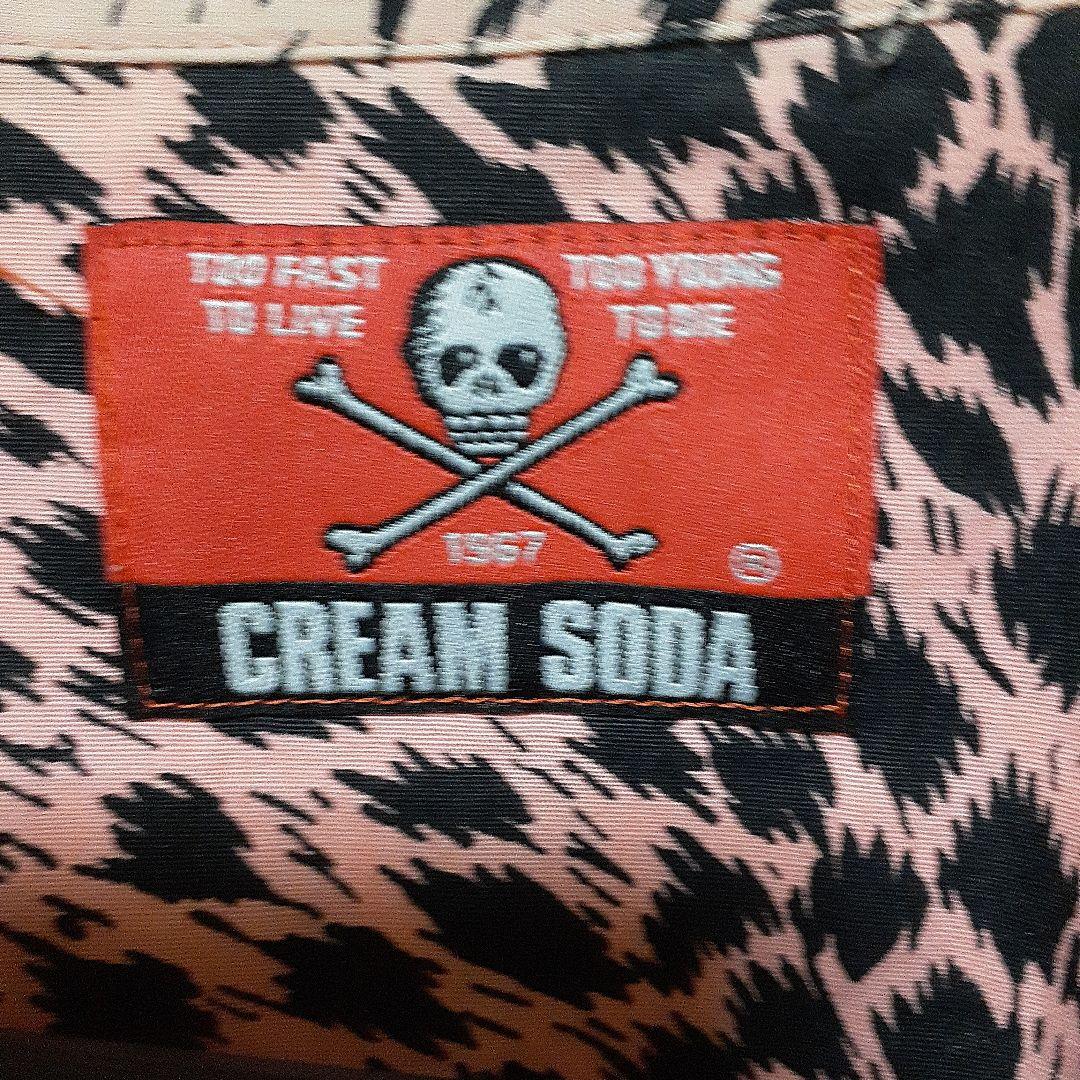 TOO FAST
TO LIVE
TOO YOUNG
TO DIE
1967
®
CREAM SODA